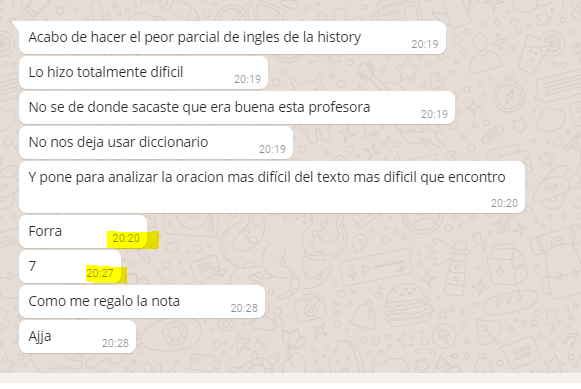 Acabo de hacer el peor parcial de ingles de la history
20:19
Lo hizo totalmente dificil
20:19
No se de donde sacaste que era buena esta profesora
20:19
No nos deja usar diccionario
20:19
Y pone para analizar la oracion mas difícil del texto mas dificil que encontro
20:20
Forra
20:20
7
20:27
Como me regalo la nota
20:28
Ajja
20:28